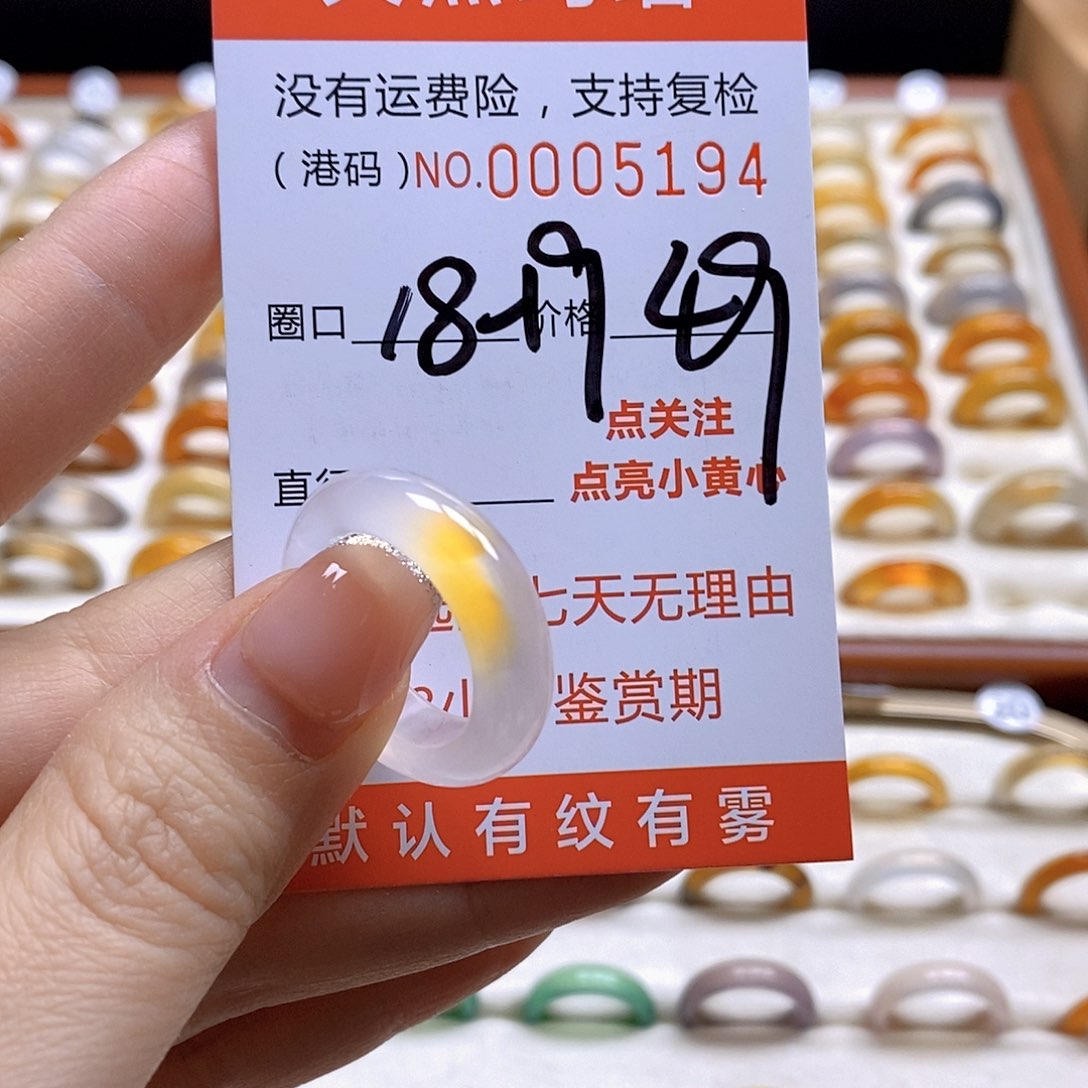 没有运费险，支持复检
（港码）NO.0005194
圈口 18-19 价格 49
点关注
直 点亮小黄心
七天无理由
小 鉴赏期
默认有纹有雾